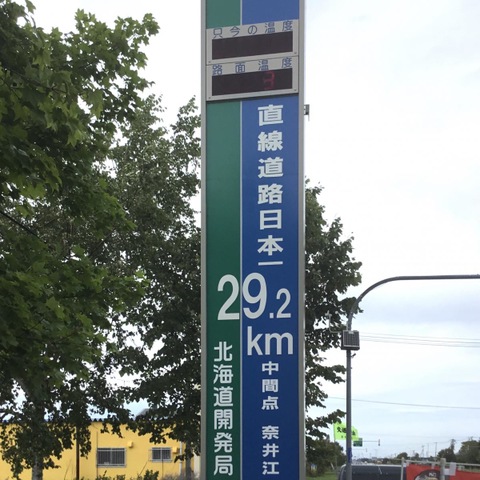 只今の温度
路面温度
直線道路日本一
29.2
km
中間点 奈井江
北海道開発局